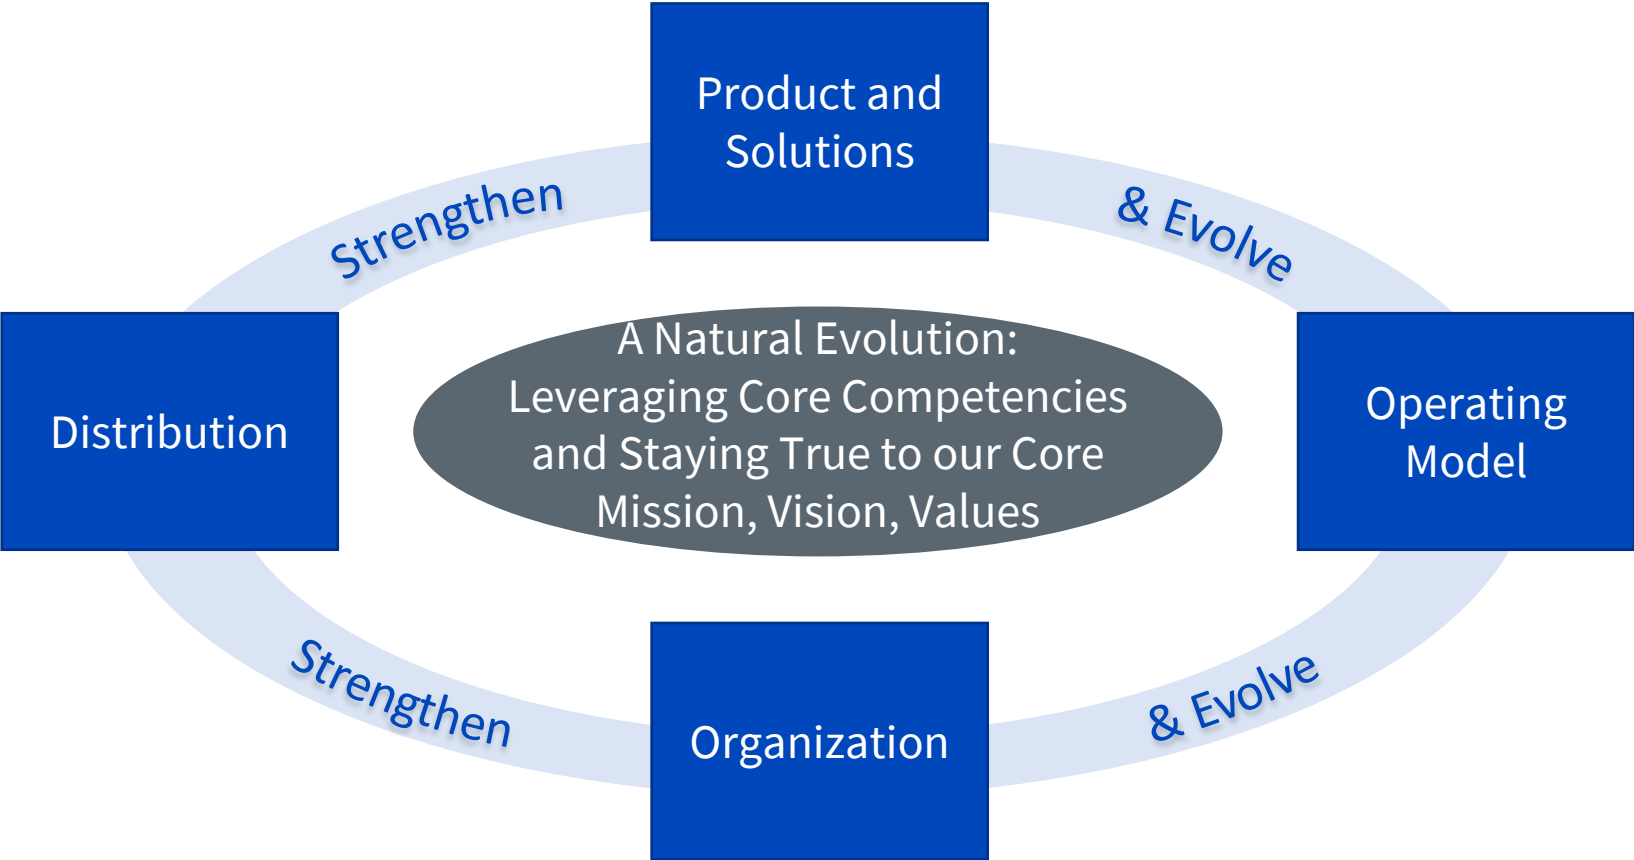 Product and
Solutions
Strengthen
& Evolve
Distribution
A Natural Evolution:
Leveraging Core Competencies
and Staying True to our Core
Mission, Vision, Values
Operating
Model
Strengthen
& Evolve
Organization